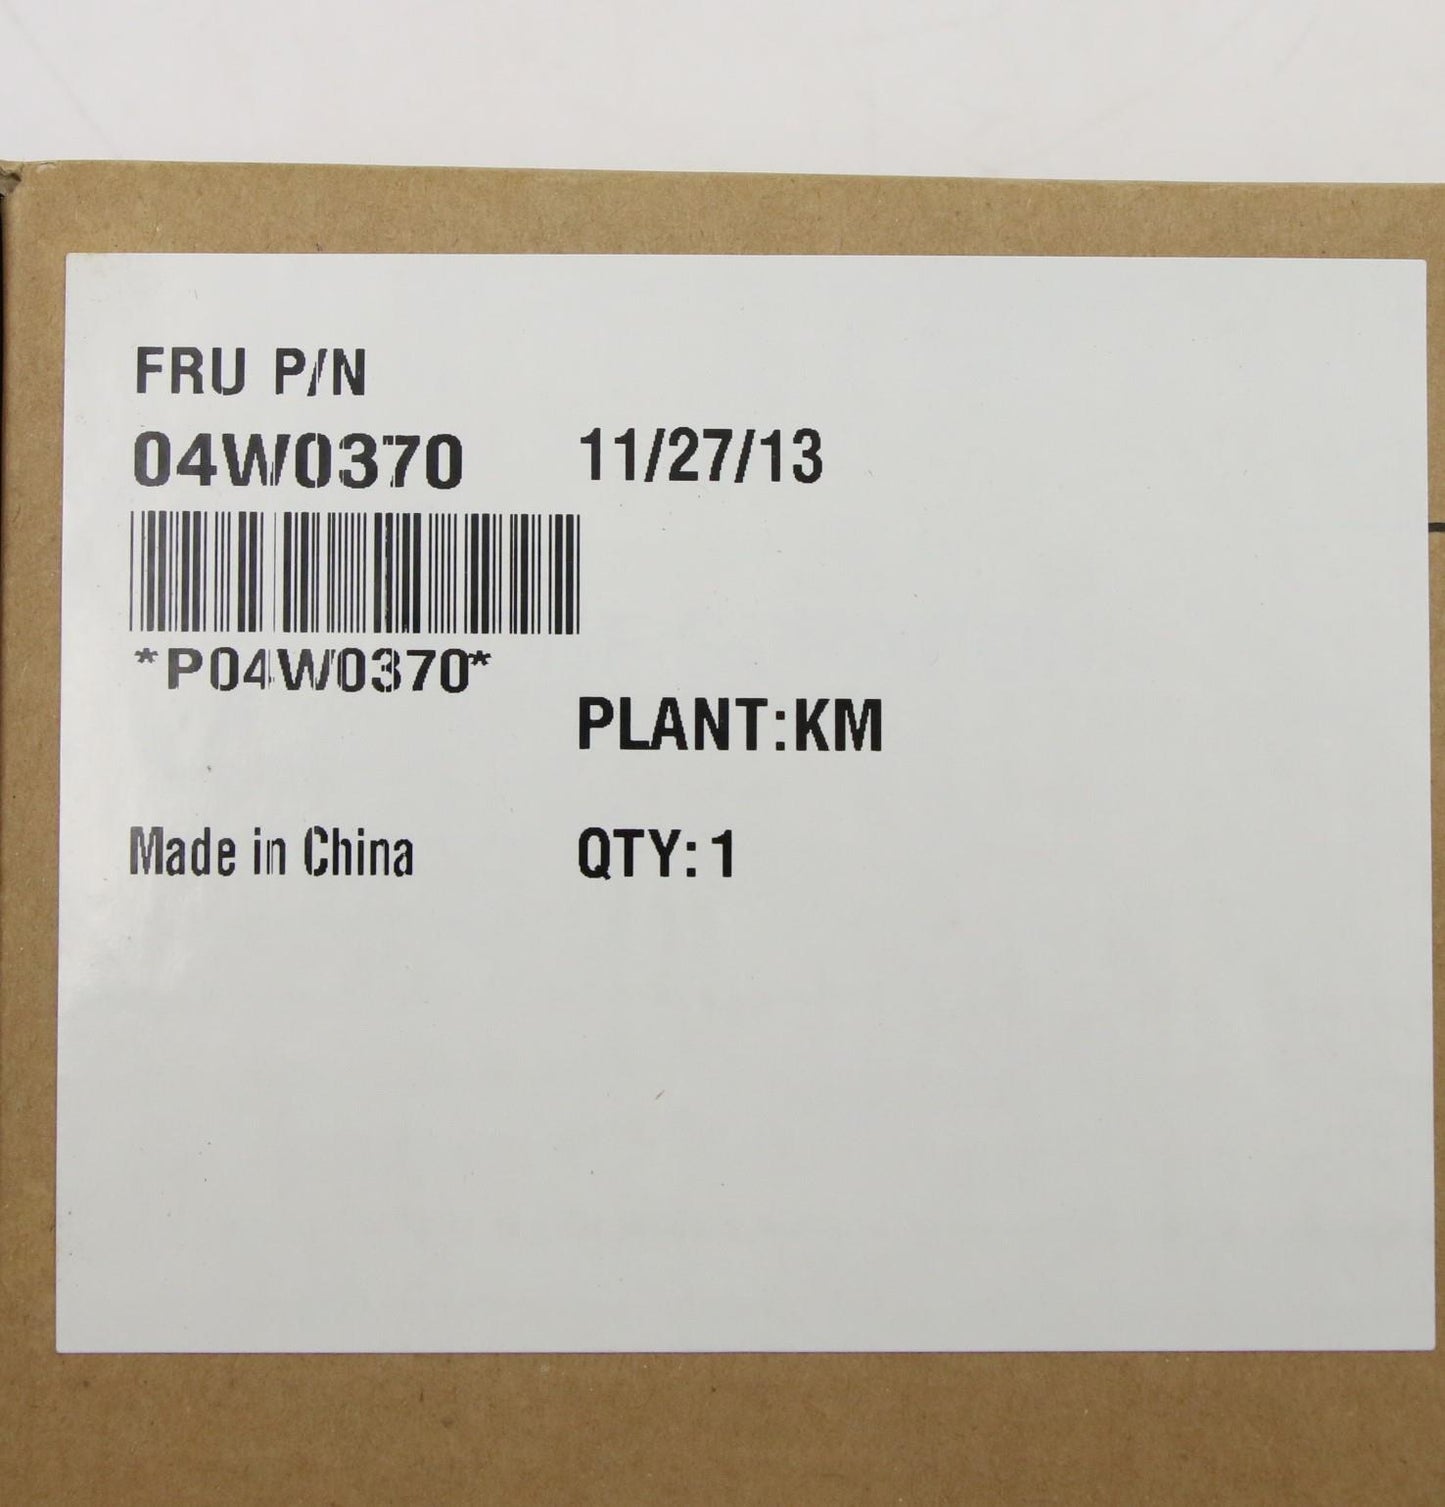 FRU P/N
04W0370 11/27/13
*P04W0370*
PLANT:KM
Made in China QTY: 1